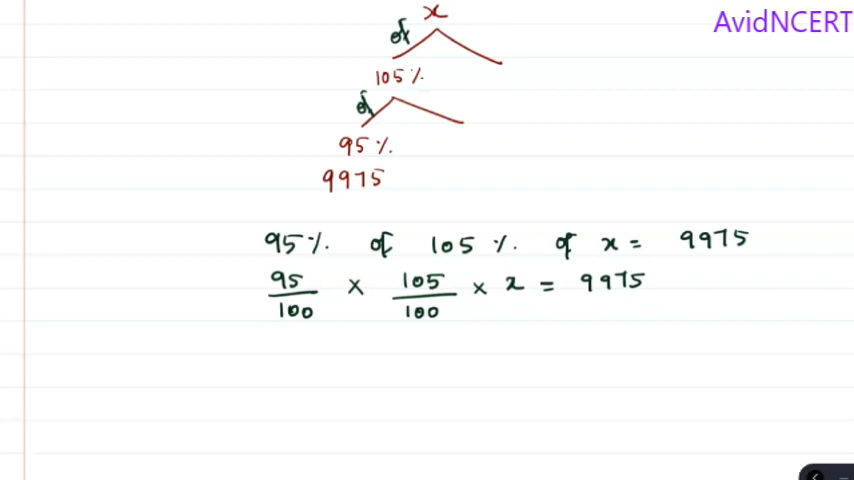 AvidNCERT
x
of
105%
of
95%
9975
95% of 105% of x = 9975
95/100 × 105/100 × x = 9975